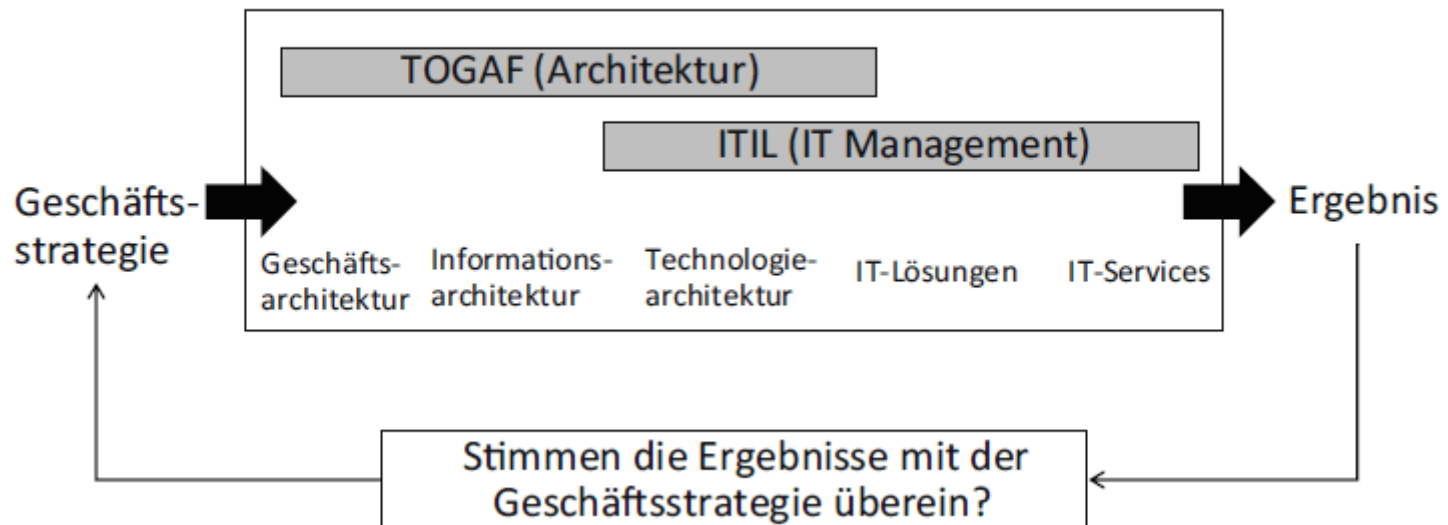 TOGAF (Architektur)
ITIL (IT Management)
Geschäfts-
strategie
Ergebnis
Geschäfts-
architektur
Informations-
architektur
Technologie-
architektur
IT-Lösungen
IT-Services
Stimmen die Ergebnisse mit der
Geschäftsstrategie überein?